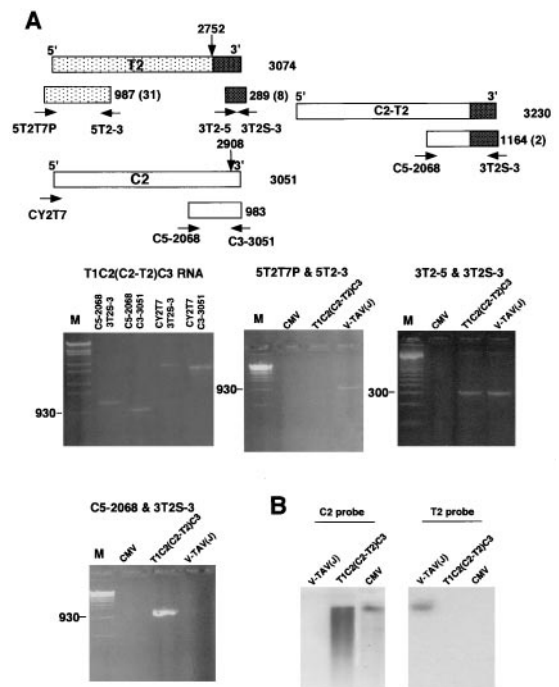 A
2752
5' 3'
T2 3074
987 (31) 289 (8)
5T2T7P 5T2-3 3T2-5 3T2S-3
2908
5' 3'
C2 3051
CY2T7 983
C5-2068 C3-3051
5' 3'
C2-T2 3230
1164 (2)
C5-2068 3T2S-3
T1C2(C2-T2)C3 RNA
M
C5-2068 3T2S-3
C5-2068 C3-3051
CY2T7 3T2S-3
CY2T7 C3-3051
930
5T2T7P & 5T2-3
M CMV T1C2(C2-T2)C3 V-TAV(J)
930
3T2-5 & 3T2S-3
M CMV T1C2(C2-T2)C3 V-TAV(J)
300
C5-2068 & 3T2S-3
M CMV T1C2(C2-T2)C3 V-TAV(J)
930
B
C2 probe T2 probe
V-TAV(J) T1C2(C2-T2)C3 CMV
V-TAV(J) T1C2(C2-T2)C3 CMV